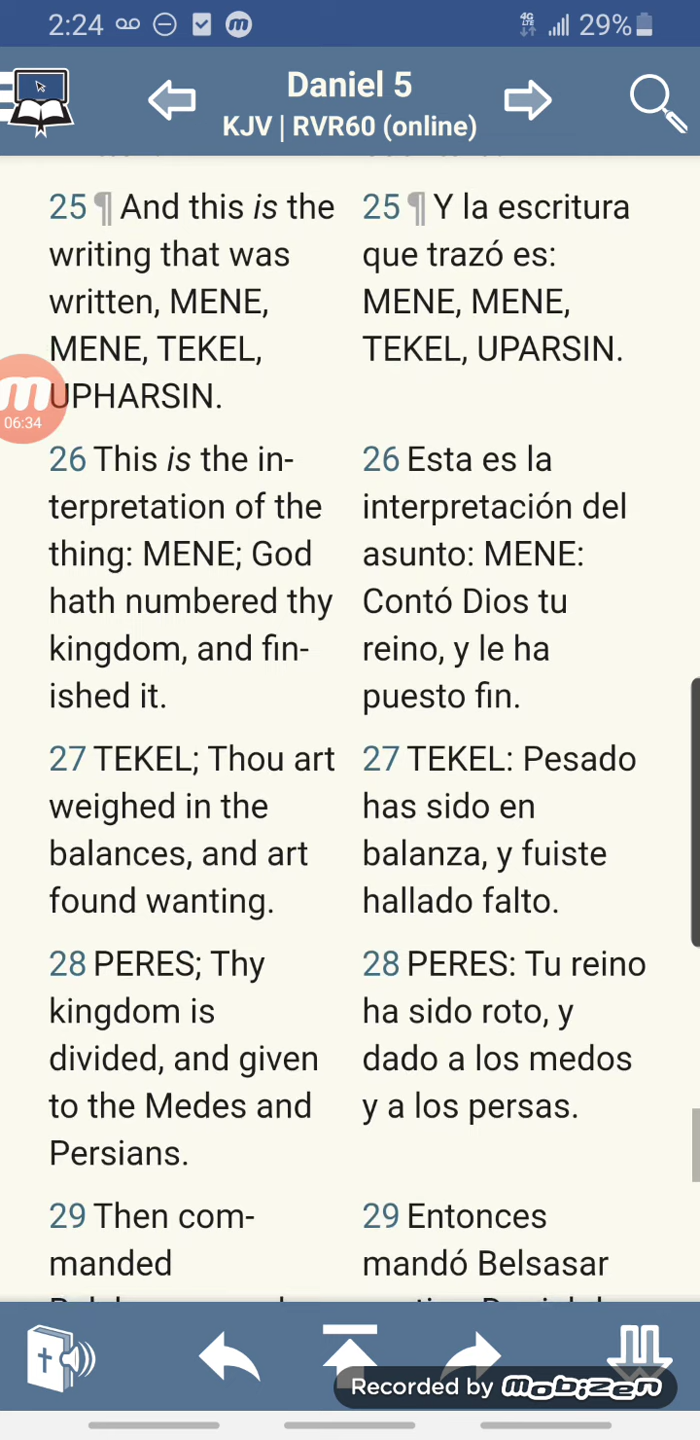 2:24
4G LTE 29%
Daniel 5
KJV | RVR60 (online)
25 ¶ And this is the
writing that was
written, MENE,
MENE, TEKEL,
UPHARSIN.
26 This is the in-
terpretation of the
thing: MENE; God
hath numbered thy
kingdom, and fin-
ished it.
27 TEKEL; Thou art
weighed in the
balances, and art
found wanting.
28 PERES; Thy
kingdom is
divided, and given
to the Medes and
Persians.
29 Then com-
manded
25 ¶ Y la escritura
que trazó es:
MENE, MENE,
TEKEL, UPARSIN.
26 Esta es la
interpretación del
asunto: MENE:
Contó Dios tu
reino, y le ha
puesto fin.
27 TEKEL: Pesado
has sido en
balanza, y fuiste
hallado falto.
28 PERES: Tu reino
ha sido roto, y
dado a los medos
y a los persas.
29 Entonces
mandó Belsasar
m
06:34
Recorded by mobizen